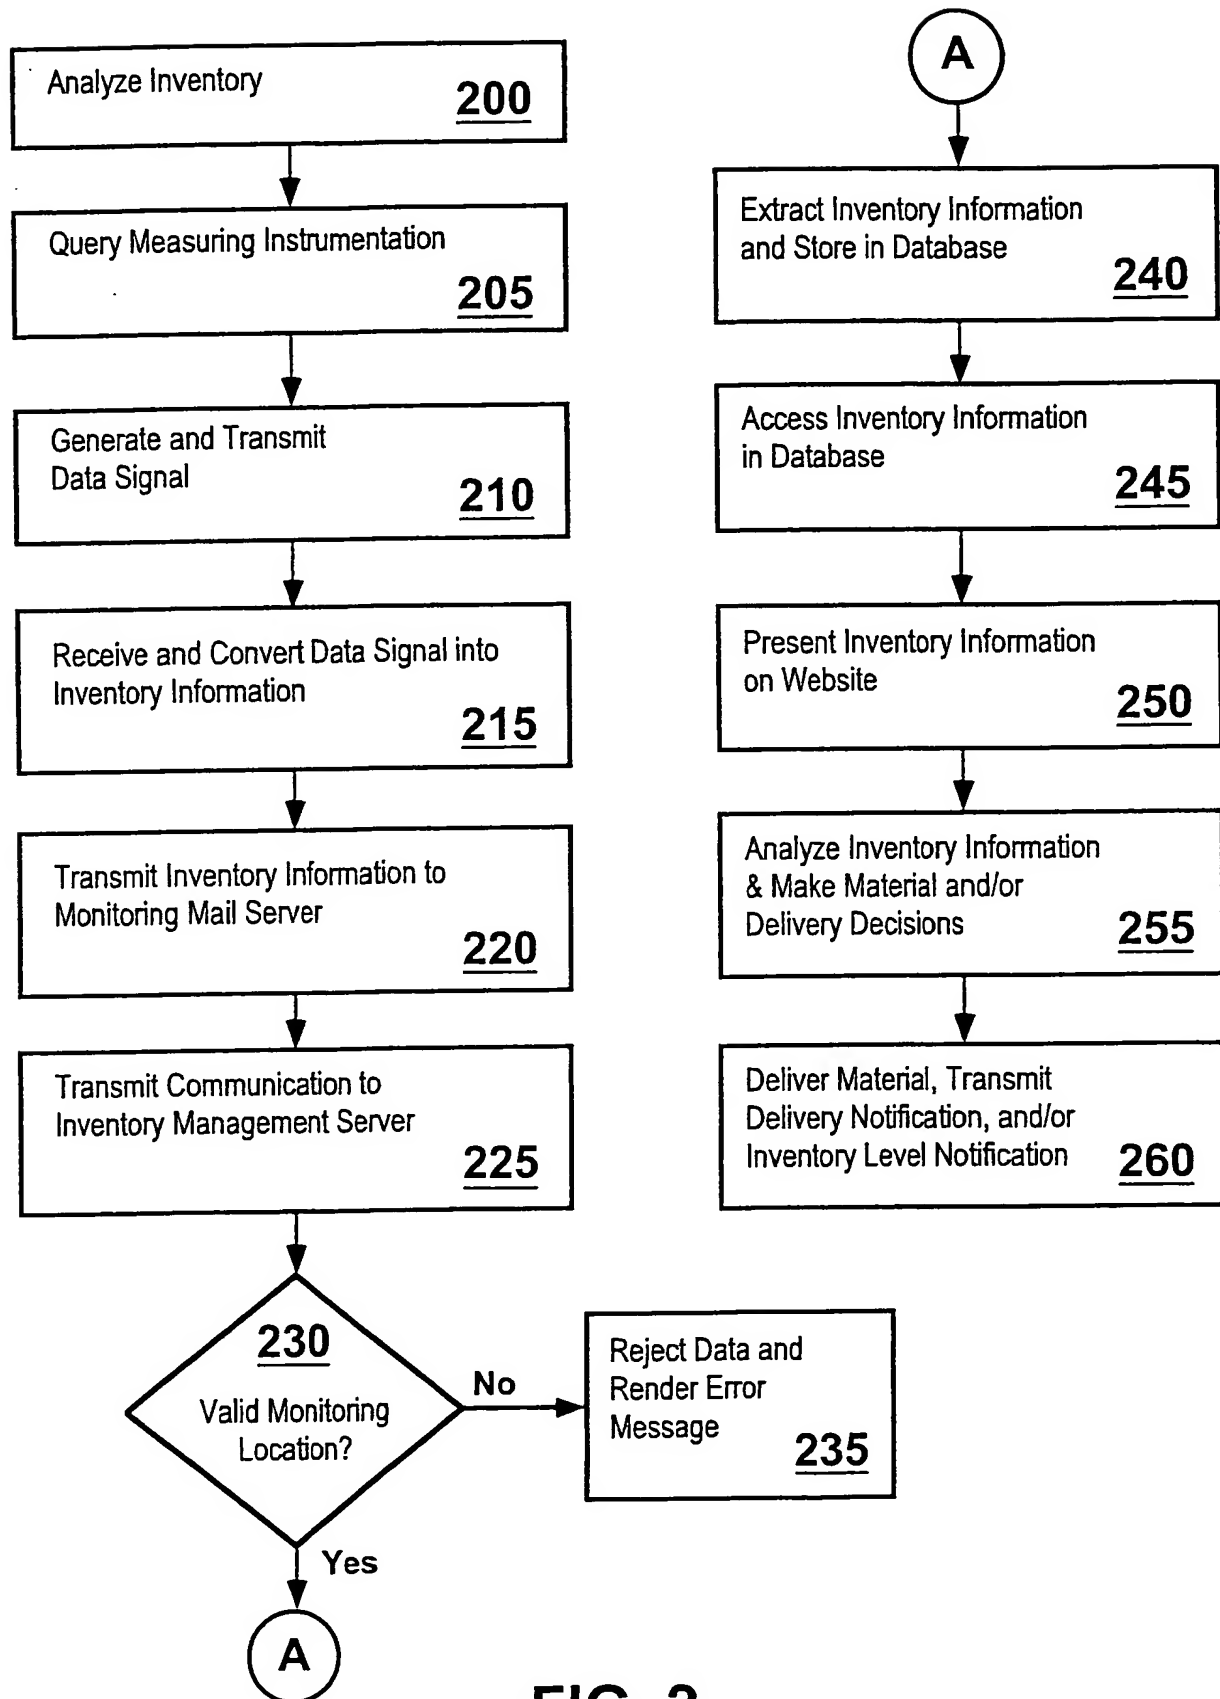 Analyze Inventory
200
Query Measuring Instrumentation
205
Generate and Transmit
Data Signal
210
Receive and Convert Data Signal into
Inventory Information
215
Transmit Inventory Information to
Monitoring Mail Server
220
Transmit Communication to
Inventory Management Server
225
230
Valid Monitoring
Location?
No
Reject Data and
Render Error
Message
235
Yes
A
A
Extract Inventory Information
and Store in Database
240
Access Inventory Information
in Database
245
Present Inventory Information
on Website
250
Analyze Inventory Information
& Make Material and/or
Delivery Decisions
255
Deliver Material, Transmit
Delivery Notification, and/or
Inventory Level Notification
260
FIG.